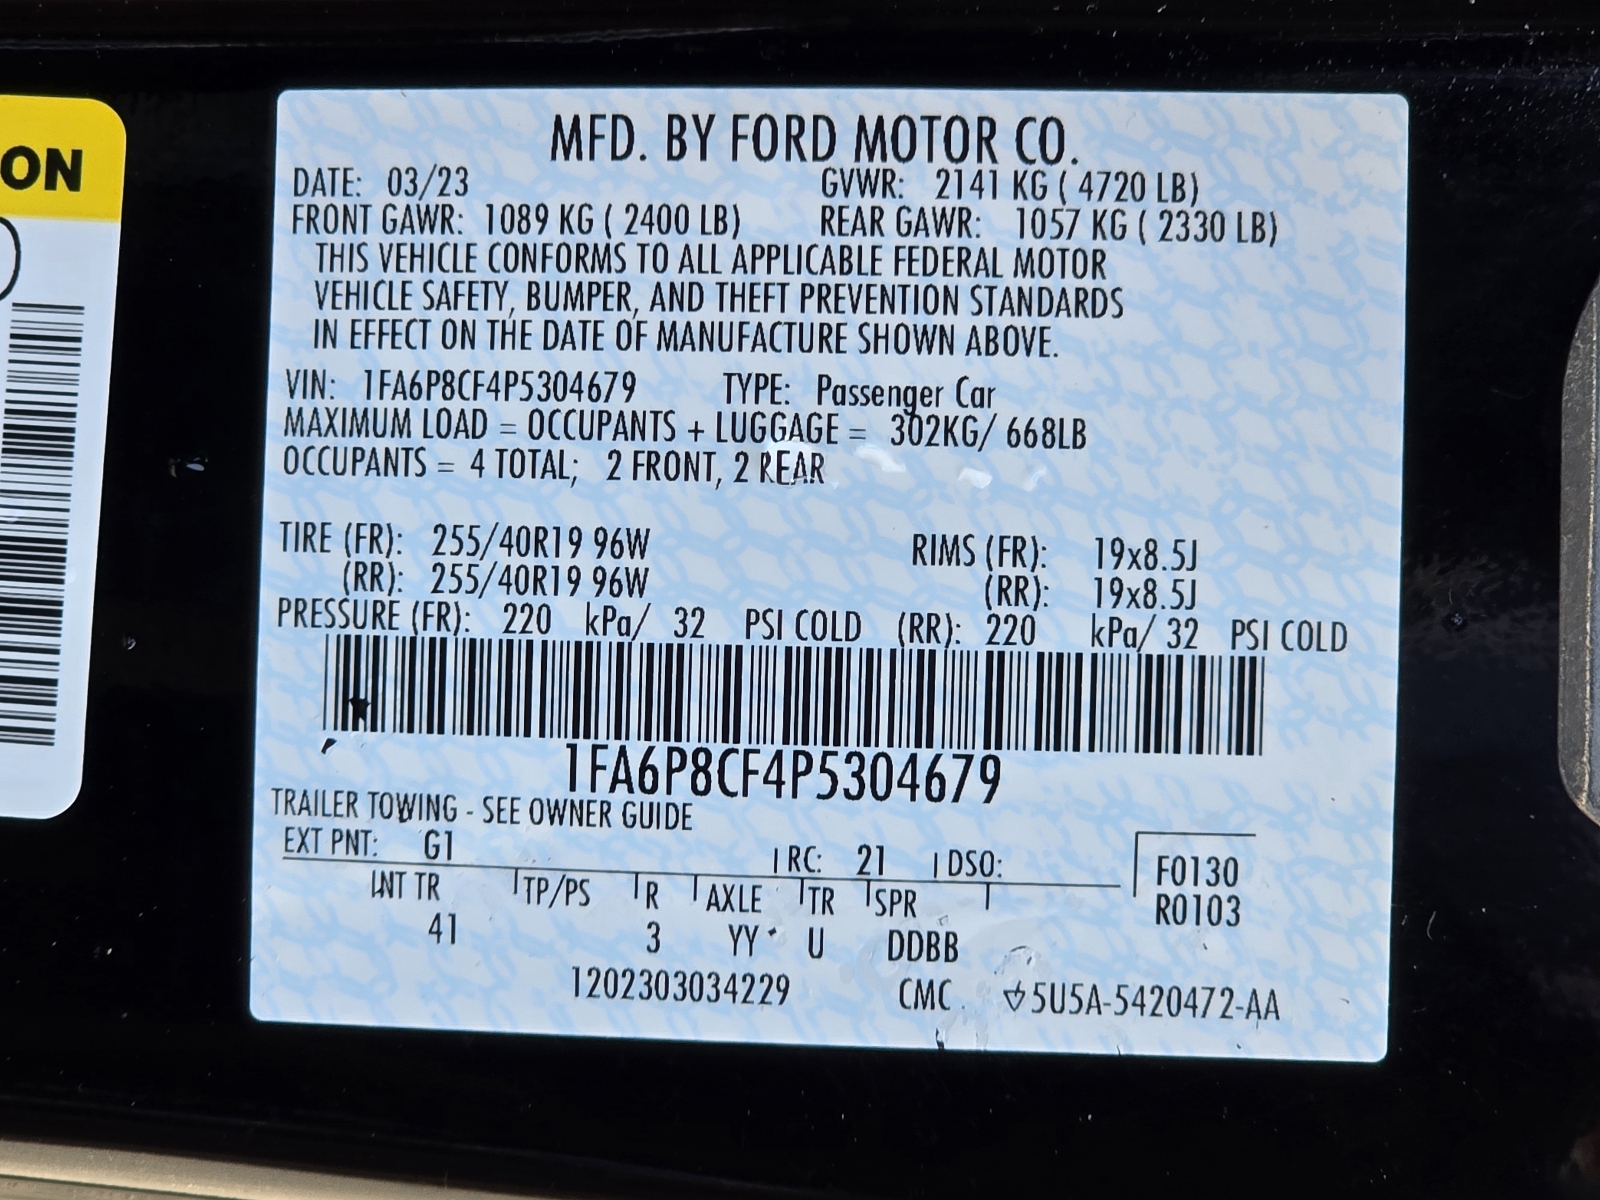 ON
MFD. BY FORD MOTOR CO.
DATE: 03/23 GVWR: 2141 KG ( 4720 LB)
FRONT GAWR: 1089 KG ( 2400 LB) REAR GAWR: 1057 KG ( 2330 LB)
THIS VEHICLE CONFORMS TO ALL APPLICABLE FEDERAL MOTOR
VEHICLE SAFETY, BUMPER, AND THEFT PREVENTION STANDARDS
IN EFFECT ON THE DATE OF MANUFACTURE SHOWN ABOVE.
VIN: 1FA6P8CF4P5304679 TYPE: Passenger Car
MAXIMUM LOAD = OCCUPANTS + LUGGAGE = 302KG/ 668LB
OCCUPANTS = 4 TOTAL; 2 FRONT, 2 REAR
TIRE (FR): 255/40R19 96W RIMS (FR): 19x8.5J
(RR): 255/40R19 96W (RR): 19x8.5J
PRESSURE (FR): 220 kPa/ 32 PSI COLD (RR): 220 kPa/ 32 PSI COLD
1FA6P8CF4P5304679
TRAILER TOWING - SEE OWNER GUIDE
EXT PNT: G1 RC: 21 DSO: F0130
INT TR TP/PS R AXLE TR SPR R0103
41 3 YY U DDBB
1202303034229 CMC 5U5A-5420472-AA